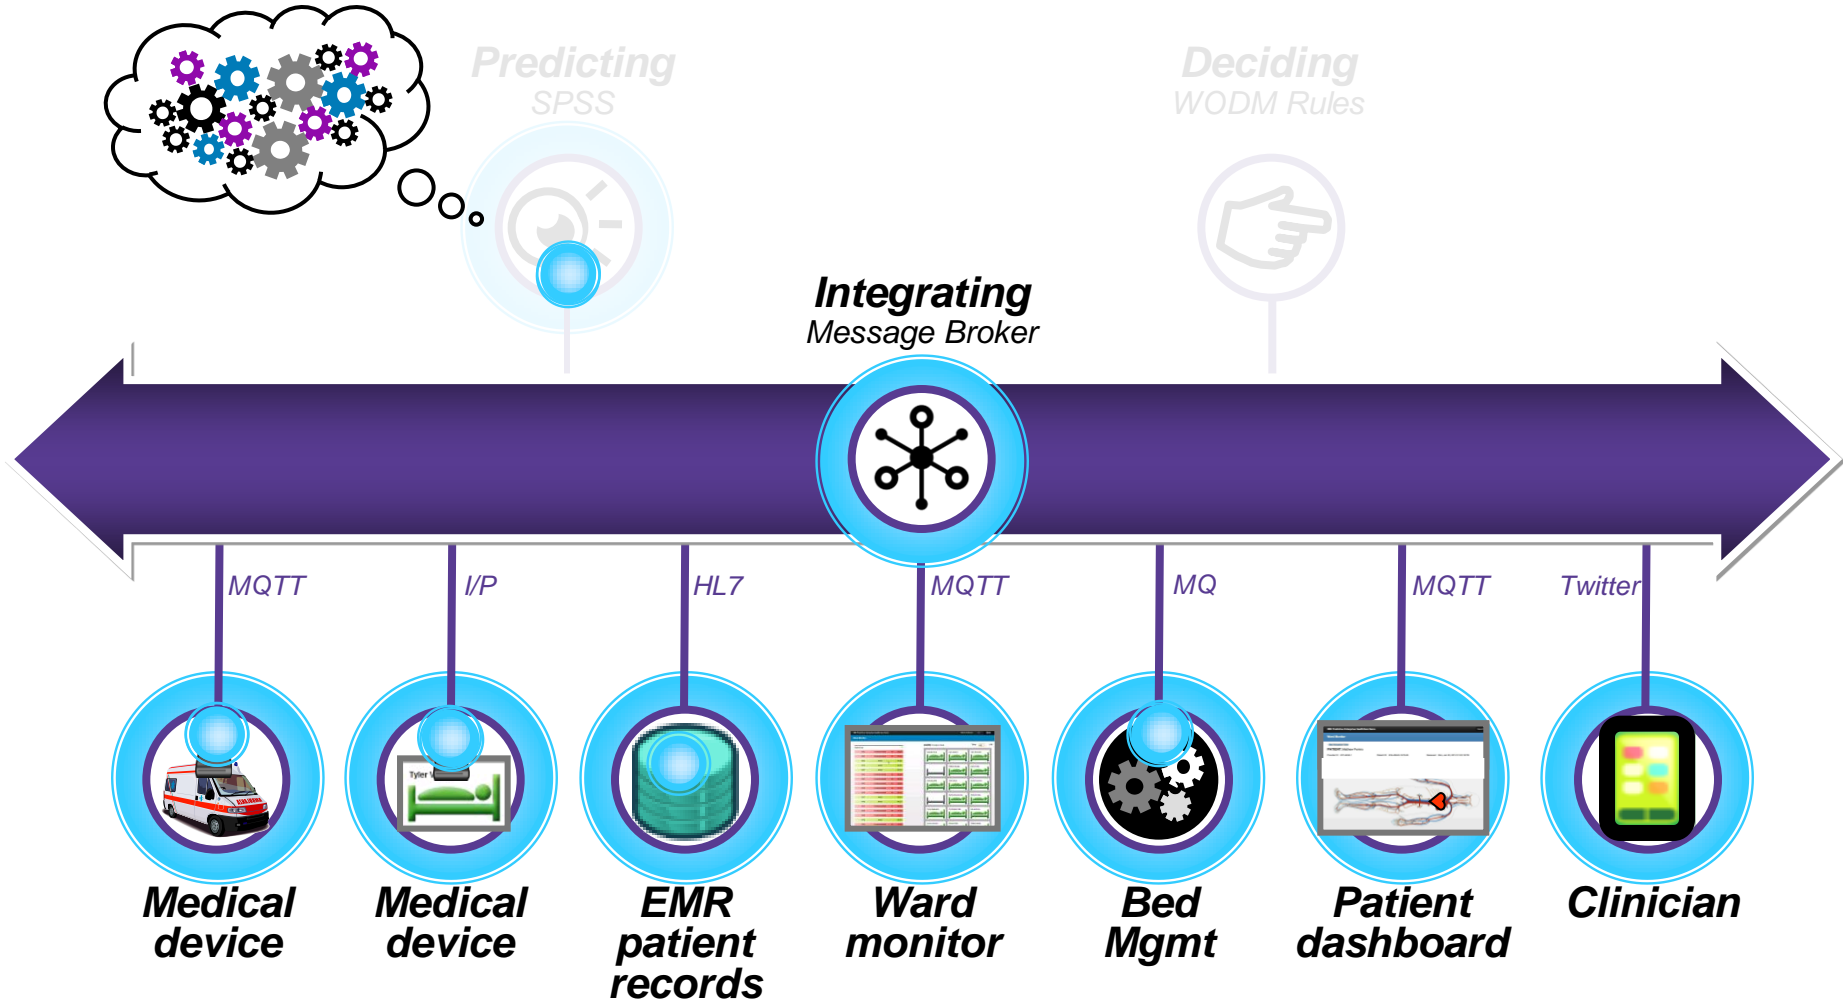 Predicting
SPSS
Deciding
WODM Rules
Integrating
Message Broker
MQTT
I/P
HL7
MQTT
MQ
MQTT
Twitter
Tyler
Medical
device
Medical
device
EMR
patient
records
Ward
monitor
Bed
Mgmt
Patient
dashboard
Clinician